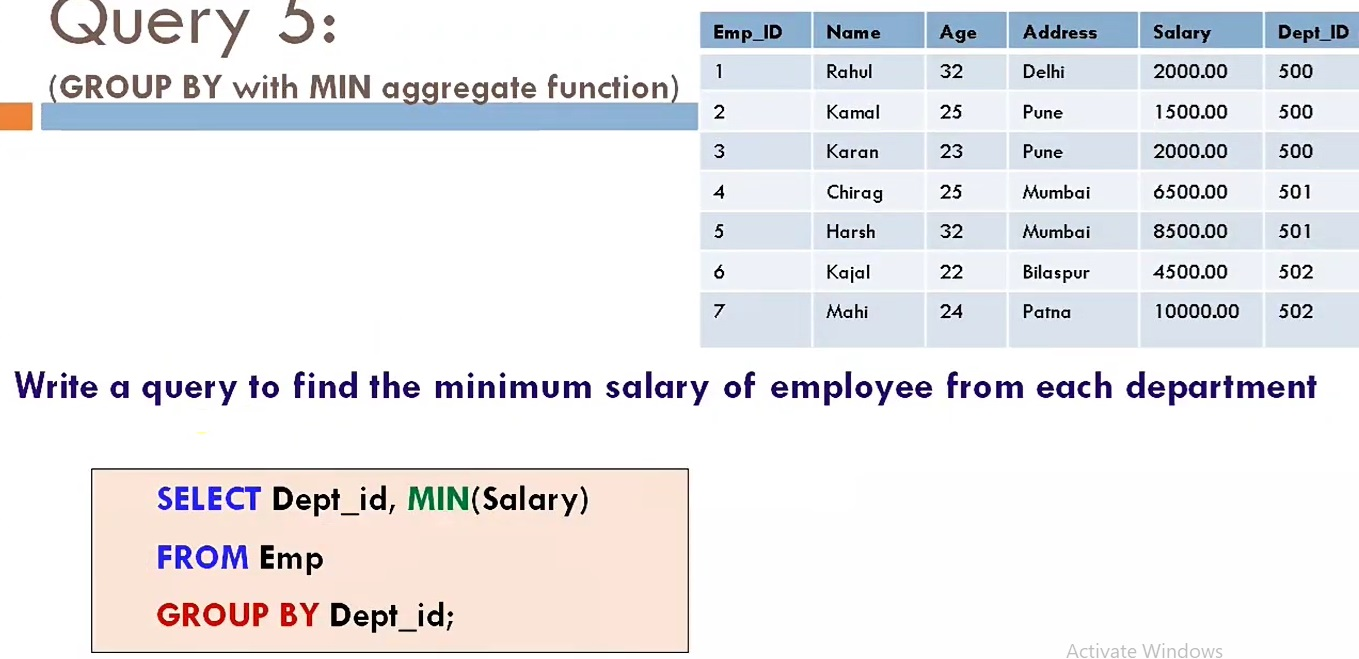 Query 5:
(GROUP BY with MIN aggregate function)
Emp_ID Name Age Address Salary Dept_ID
1 Rahul 32 Delhi 2000.00 500
2 Kamal 25 Pune 1500.00 500
3 Karan 23 Pune 2000.00 500
4 Chirag 25 Mumbai 6500.00 501
5 Harsh 32 Mumbai 8500.00 501
6 Kajal 22 Bilaspur 4500.00 502
7 Mahi 24 Patna 10000.00 502
Write a query to find the minimum salary of employee from each department
SELECT Dept_id, MIN(Salary)
FROM Emp
GROUP BY Dept_id;
Activate Windows